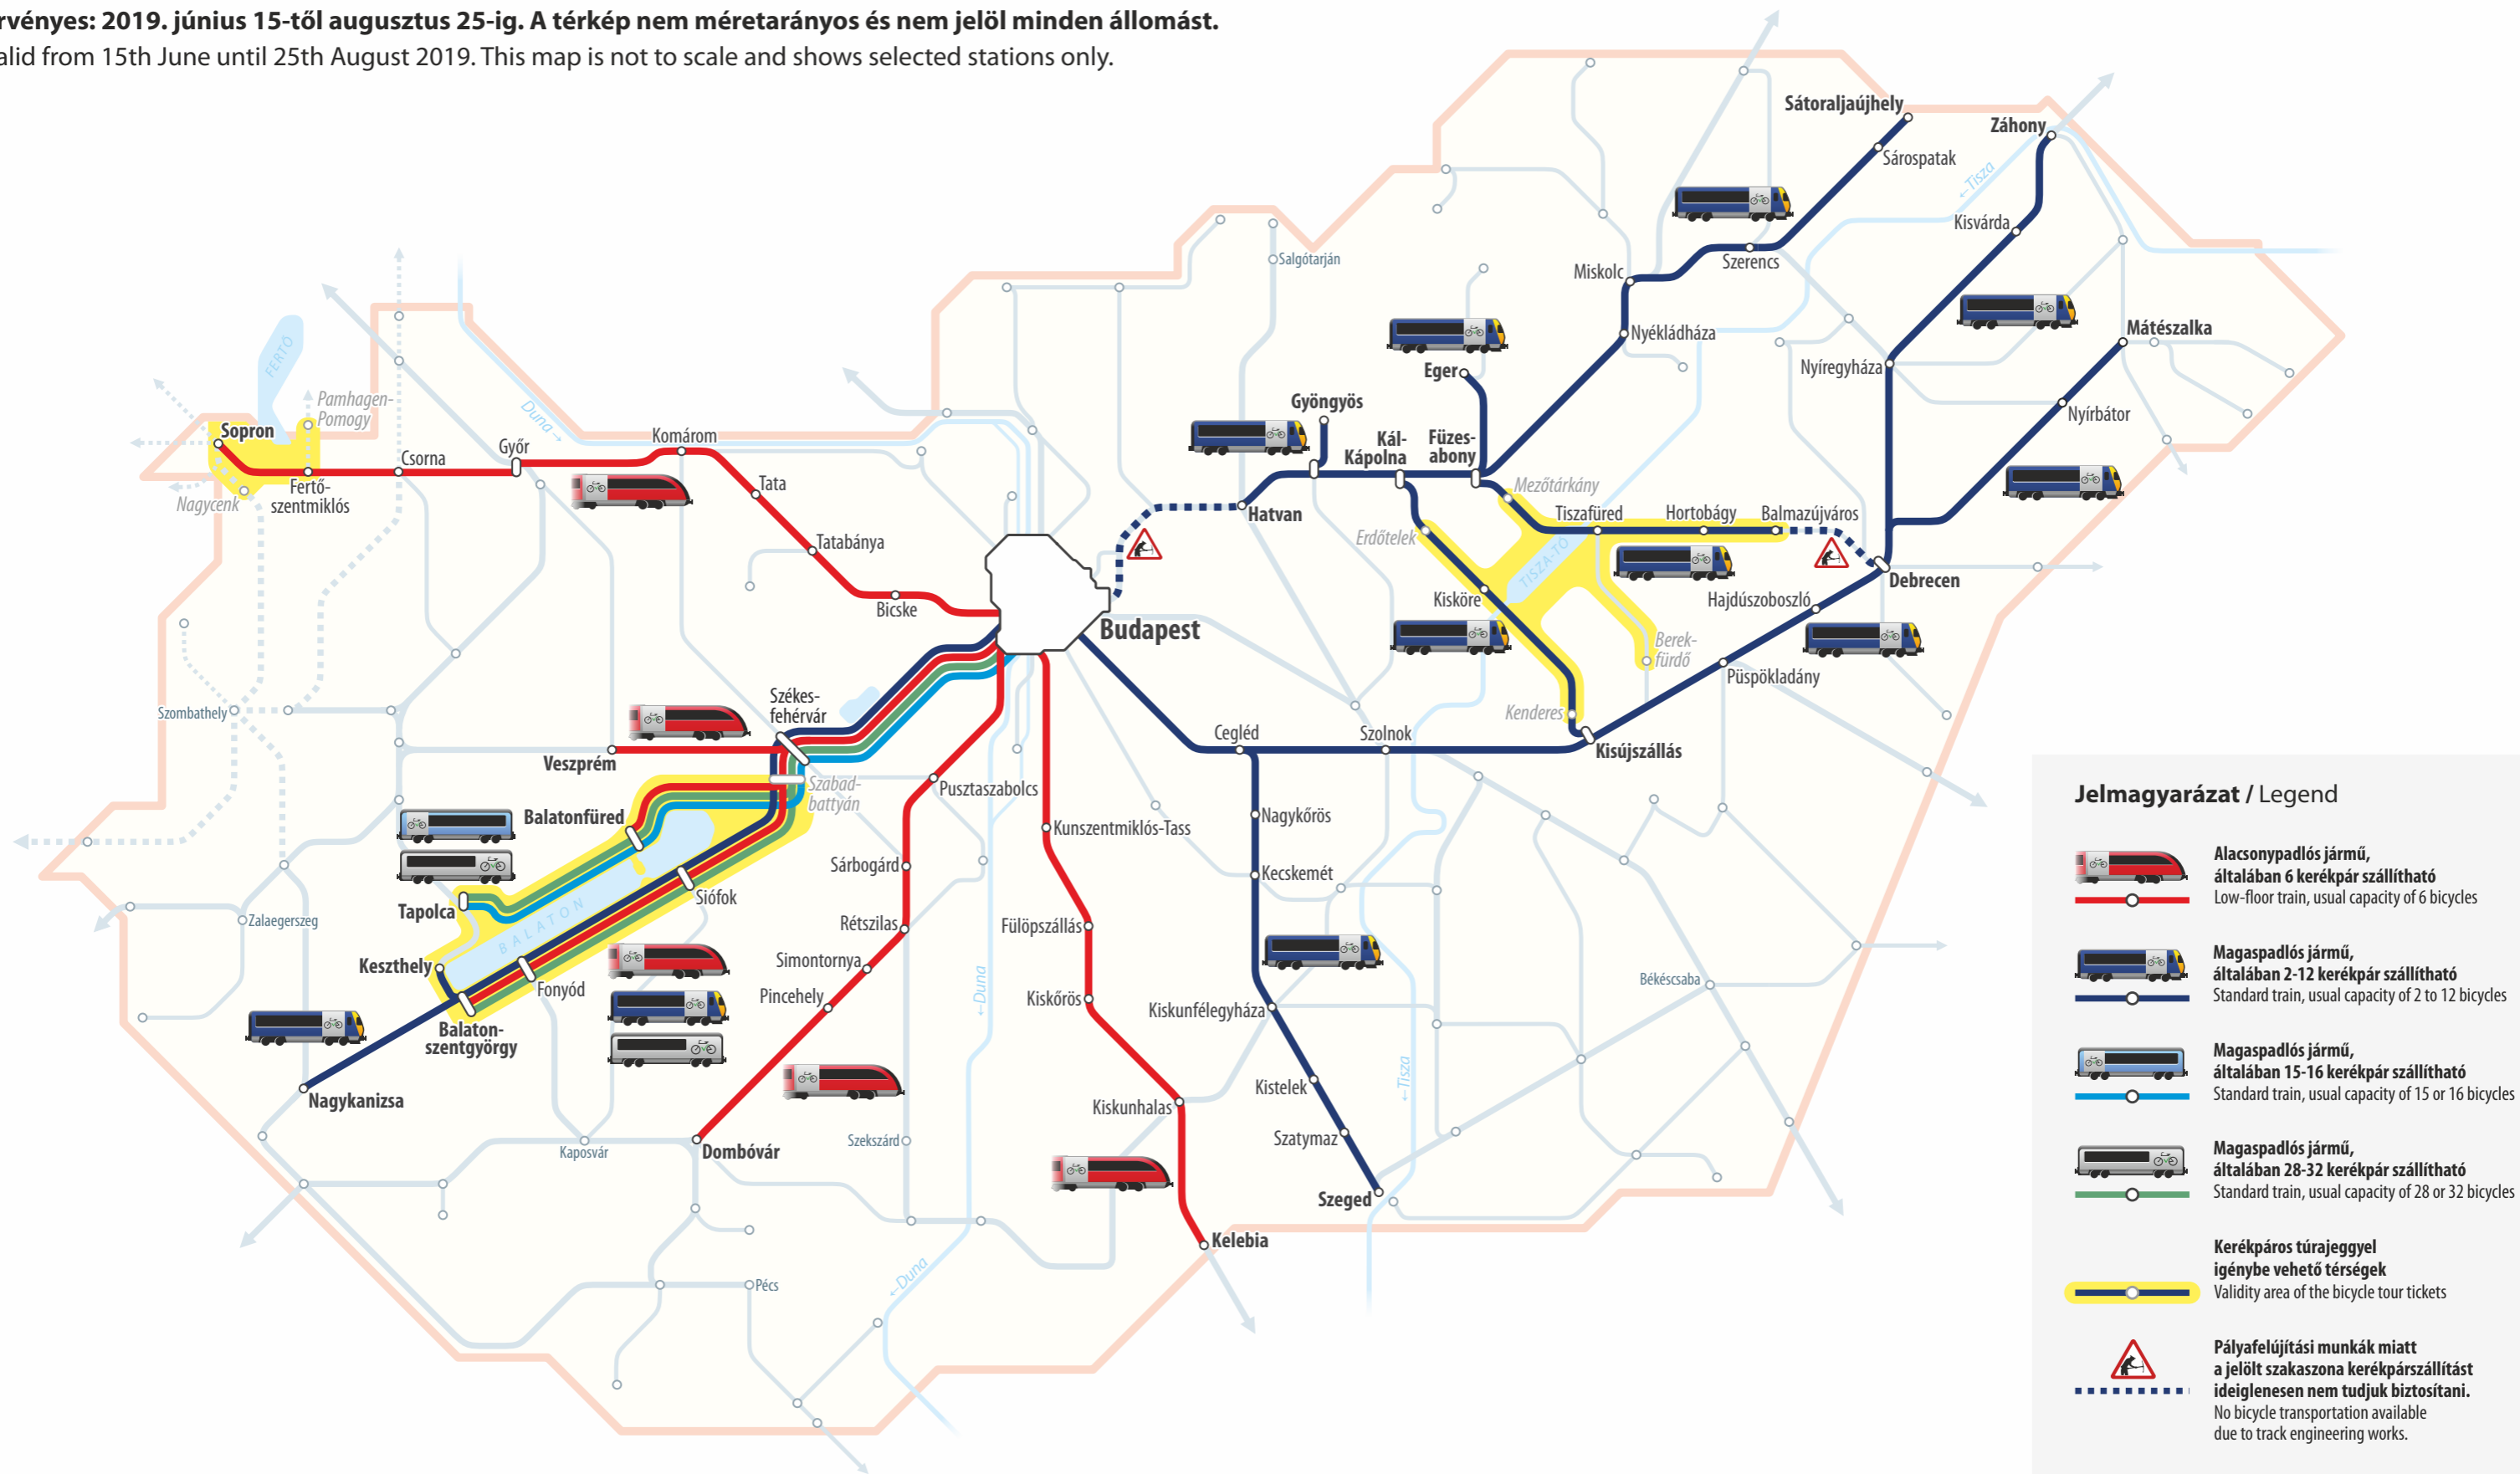 rvényes: 2019. június 15-től augusztus 25-ig. A térkép nem méretarányos és nem jelöl minden állomást.
alid from 15th June until 25th August 2019. This map is not to scale and shows selected stations only.
Sátoraljaújhely
Záhony
Sárospatak
←Tisza
Kisvárda
Salgótarján
Miskolc
Szerencs
FERTŐ
Nyékládháza
Mátészalka
Eger
Nyíregyháza
Pamhagen-
Pomogy
Gyöngyös
Nyírbátor
Duna→
Sopron
Győr
Komárom
Kál-
Kápolna
Füzes-
abony
Csorna
Nagycenk
Fertő-
szentmiklós
Tata
Mezőtárkány
Hatvan
Tiszafüred
Hortobágy
Balmazújváros
Erdőtelek
Tatabánya
TISZA-TÓ
Debrecen
Bicske
Kisköre
Hajdúszoboszló
Budapest
Berek-
fürdő
Püspökladány
Székes-
fehérvár
Szombathely
Kenderes
Cegléd
Szolnok
Kisújszállás
Veszprém
Szabad-
battyán
Pusztaszabolcs
Balatonfüred
Nagykőrös
Kunszentmiklós-Tass
Sárbogárd
Kecskemét
Siófok
Tapolca
Zalaegerszeg
BALATON
Rétszilas
Fülöpszállás
Keszthely
Simontornya
←Duna
Fonyód
Pincehely
Kiskőrös
Kiskunfélegyháza
Békéscsaba
Balaton-
szentgyörgy
←Tisza
Nagykanizsa
Kistelek
Kiskunhalas
Kaposvár
Dombóvár
Szekszárd
Szatymaz
Szeged
Kelebia
←Duna
Pécs
Jelmagyarázat / Legend
Alacsonypadlós jármű,
általában 6 kerékpár szállítható
Low-floor train, usual capacity of 6 bicycles
Magaspadlós jármű,
általában 2-12 kerékpár szállítható
Standard train, usual capacity of 2 to 12 bicycles
Magaspadlós jármű,
általában 15-16 kerékpár szállítható
Standard train, usual capacity of 15 or 16 bicycles
Magaspadlós jármű,
általában 28-32 kerékpár szállítható
Standard train, usual capacity of 28 or 32 bicycles
Kerékpáros túrajeggyel
igénybe vehető térségek
Validity area of the bicycle tour tickets
Pályafelújítási munkák miatt
a jelölt szakaszona kerékpárszállítást
ideiglenesen nem tudjuk biztosítani.
No bicycle transportation available
due to track engineering works.